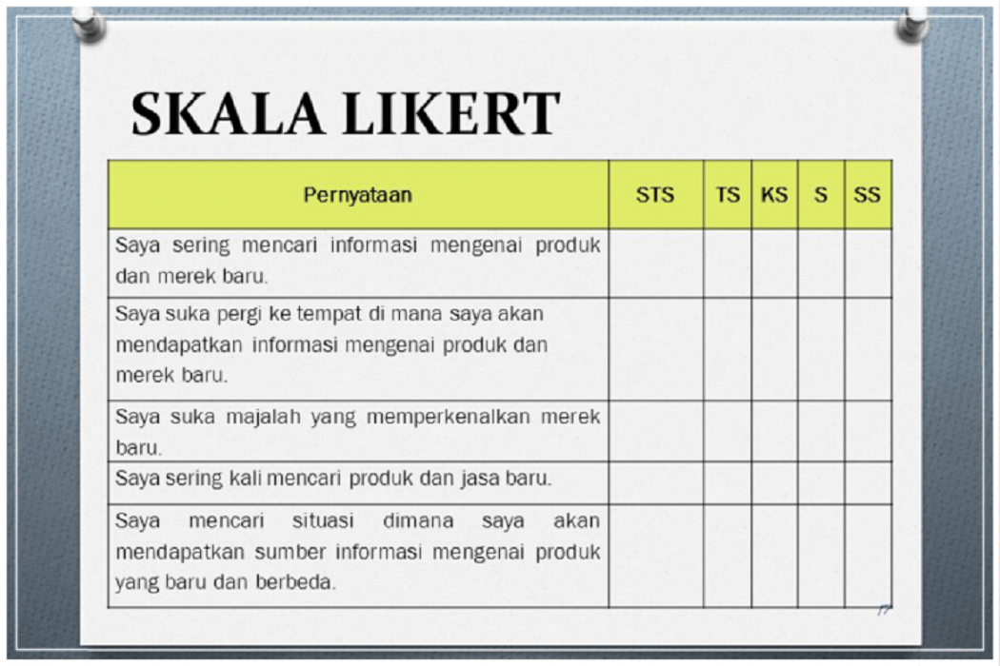 SKALA LIKERT
Pernyataan STS TS KS S SS
Saya sering mencari informasi mengenai produk
dan merek baru.
Saya suka pergi ke tempat di mana saya akan
mendapatkan informasi mengenai produk dan
merek baru.
Saya suka majalah yang memperkenalkan merek
baru.
Saya sering kali mencari produk dan jasa baru.
Saya mencari situasi dimana saya akan
mendapatkan sumber informasi mengenai produk
yang baru dan berbeda.
17